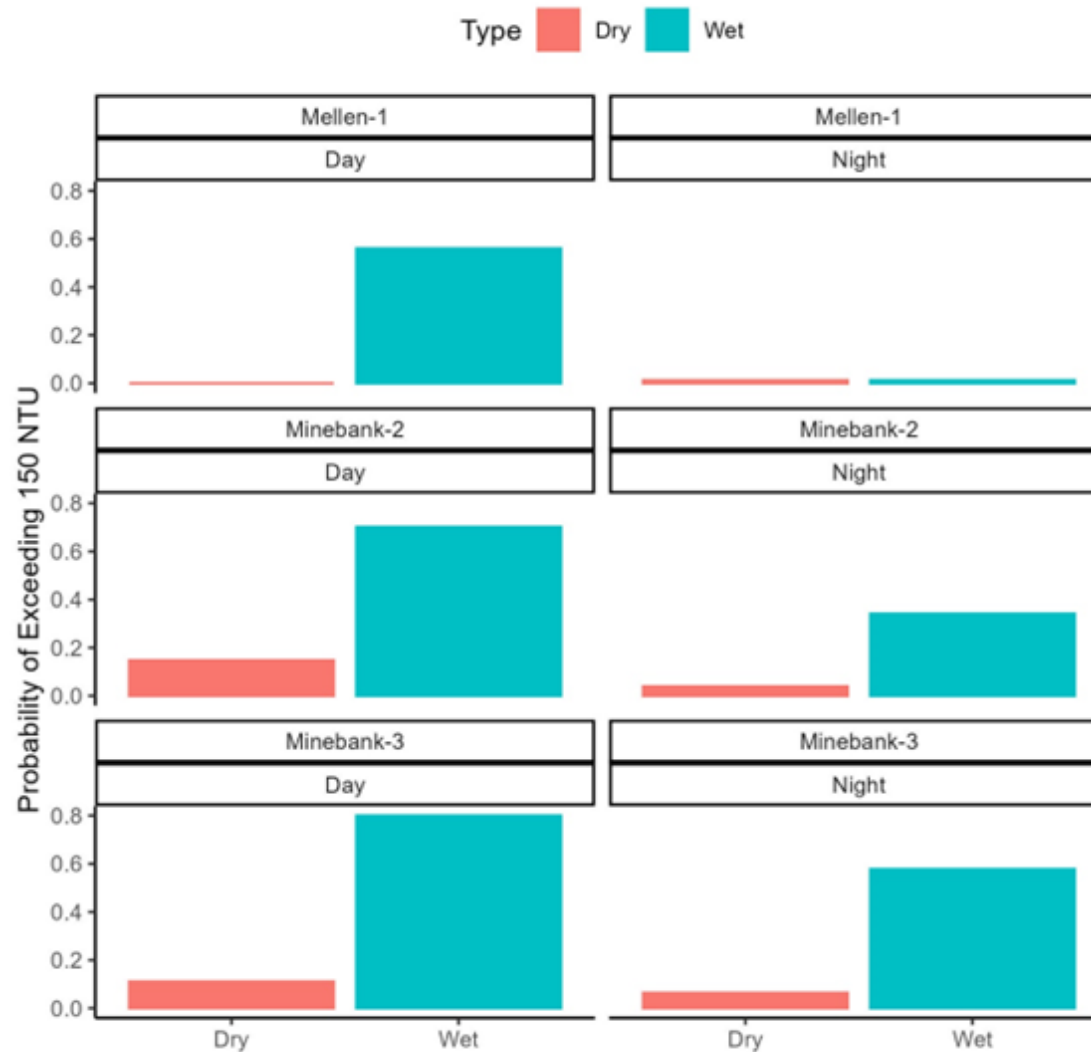 Type Dry Wet
Probability of Exceeding 150 NTU
Mellen-1 Mellen-1
Day Night
0.8
0.6
0.4
0.2
0.0
Minebank-2 Minebank-2
Day Night
0.8
0.6
0.4
0.2
0.0
Minebank-3 Minebank-3
Day Night
0.8
0.6
0.4
0.2
0.0
Dry Wet Dry Wet